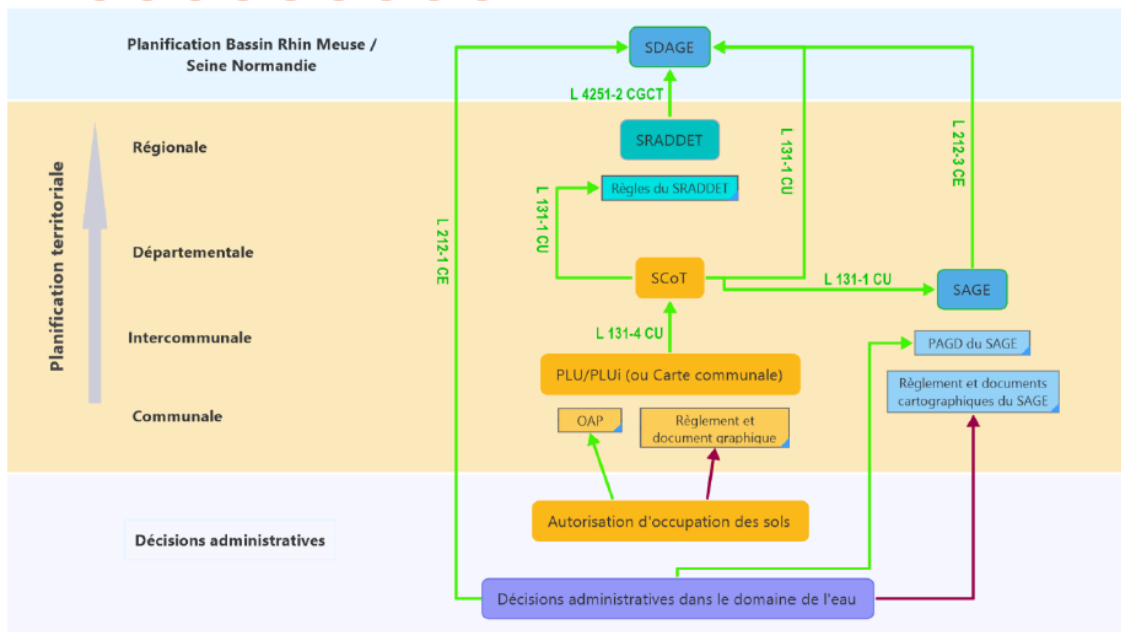 Planification Bassin Rhin Meuse /
Seine Normandie
SDAGE
L 4251-2 CGCT
Planification territoriale
Régionale
SRADDET
Règles du SRADDET
L 131-1 CU
L 131-1 CU
L 212-3 CE
L 212-1 CE
Départementale
SCoT
L 131-1 CU
SAGE
Intercommunale
L 131-4 CU
PAGD du SAGE
PLU/PLUi (ou Carte communale)
Règlement et documents
cartographiques du SAGE
Communale
OAP
Règlement et
document graphique
Autorisation d'occupation des sols
Décisions administratives
Décisions administratives dans le domaine de l'eau